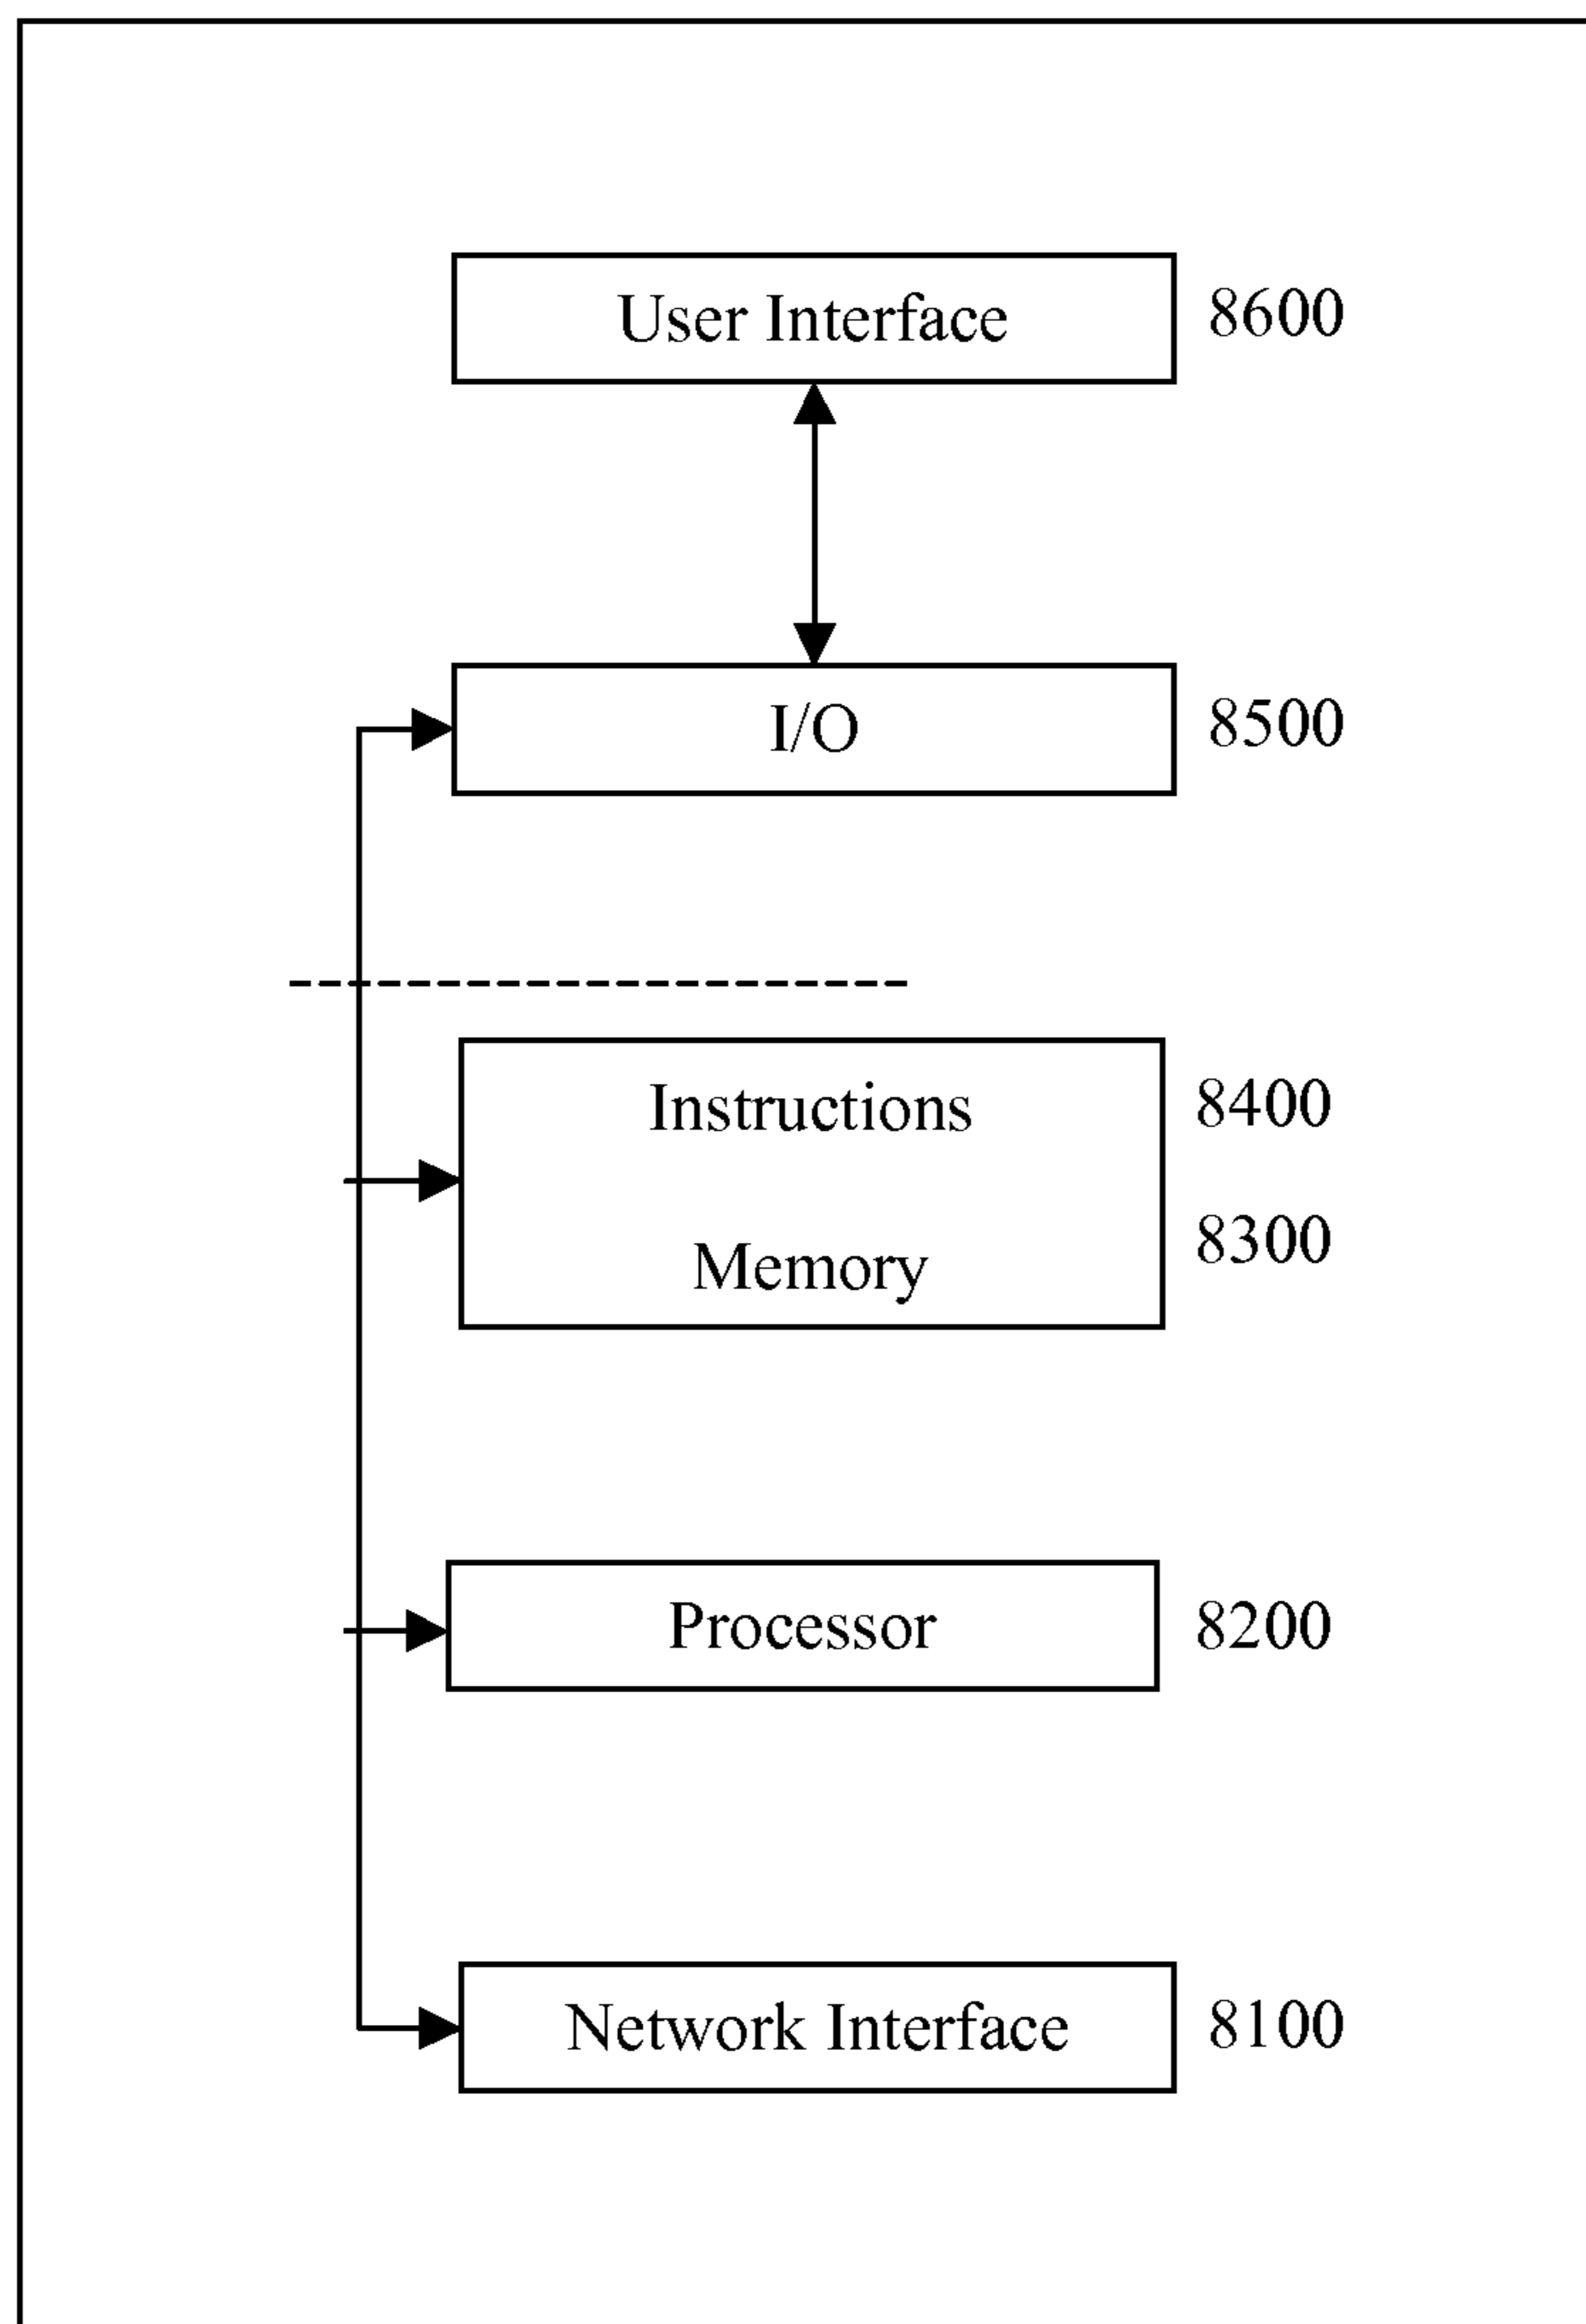 User Interface 8600
I/O 8500
Instructions 8400
Memory 8300
Processor 8200
Network Interface 8100